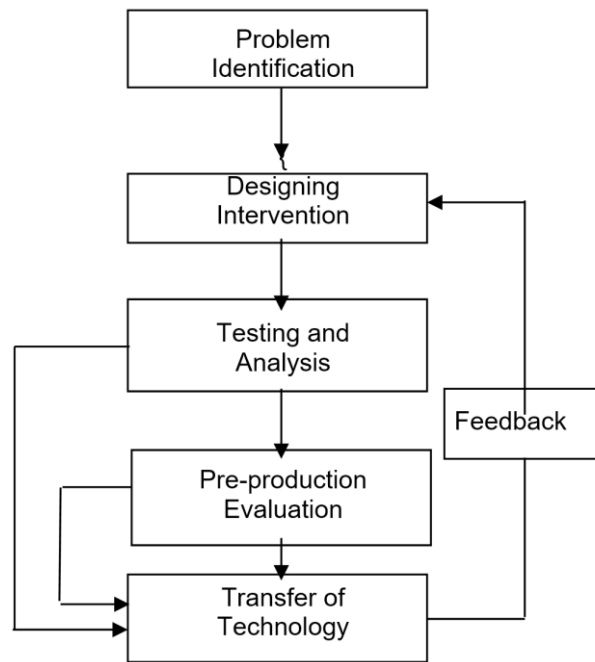 Problem
Identification
{
Designing
Intervention
Testing and
Analysis
Feedback
Pre-production
Evaluation
Transfer of
Technology